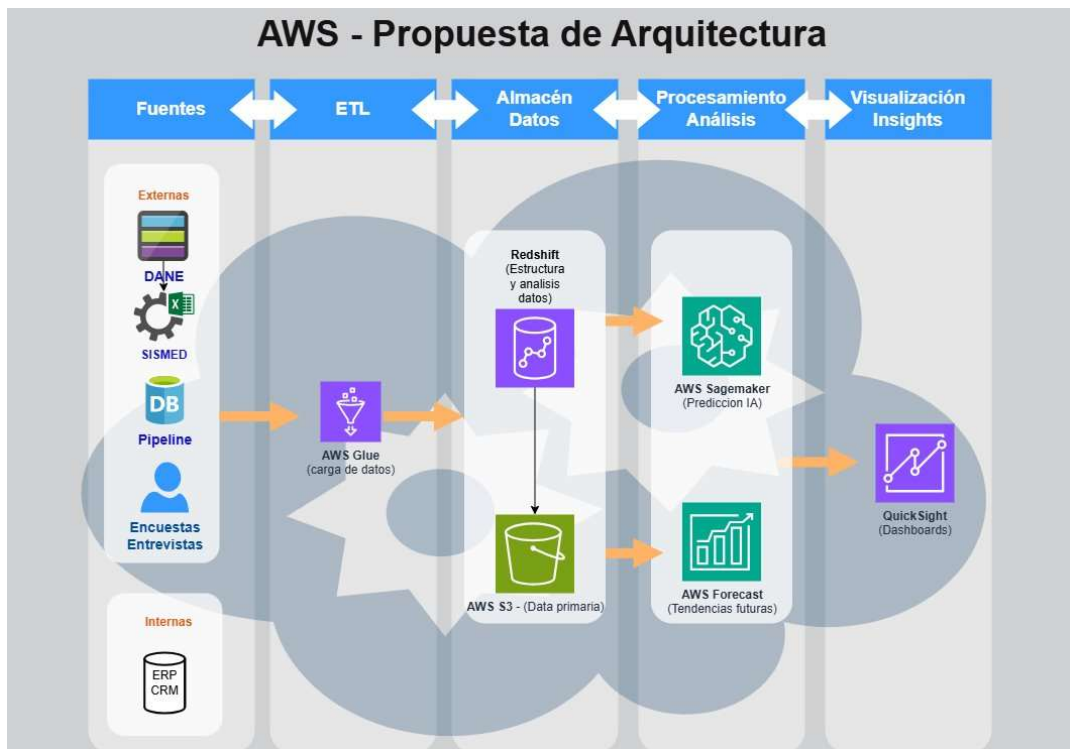 AWS - Propuesta de Arquitectura
Fuentes
ETL
Almacén
Datos
Procesamiento
Análisis
Visualización
Insights
Externas
DANE
X
SISMED
DB
Pipeline
Encuestas
Entrevistas
Internas
ERP
CRM
AWS Glue
(carga de datos)
Redshift
(Estructura
y analisis
datos)
AWS S3 - (Data primaria)
AWS Sagemaker
(Prediccion IA)
AWS Forecast
(Tendencias futuras)
QuickSight
(Dashboards)